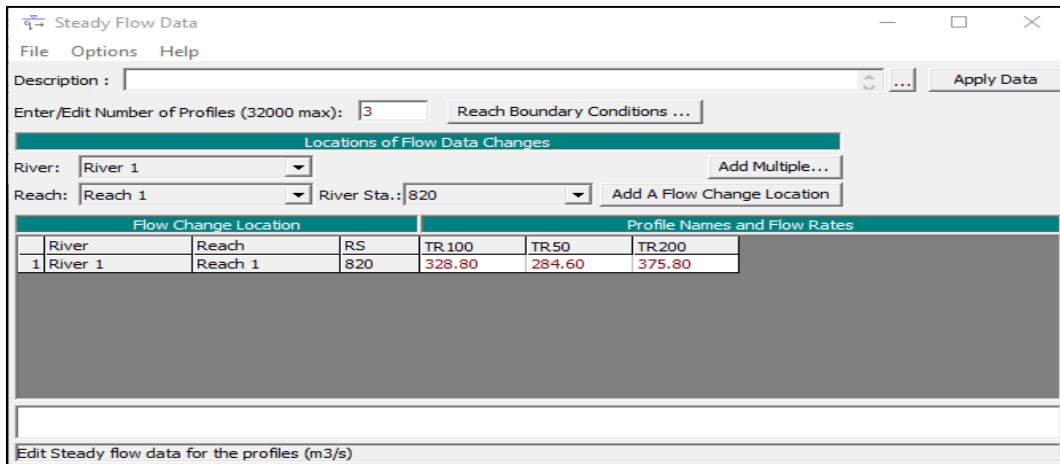 Steady Flow Data
File Options Help
Description : ... Apply Data
Enter/Edit Number of Profiles (32000 max): 3 Reach Boundary Conditions ...
Locations of Flow Data Changes
River: River 1 Add Multiple...
Reach: Reach 1 River Sta.: 820 Add A Flow Change Location
Flow Change Location Profile Names and Flow Rates
River Reach RS TR100 TR50 TR200
1 River 1 Reach 1 820 328.80 284.60 375.80
Edit Steady flow data for the profiles (m3/s)